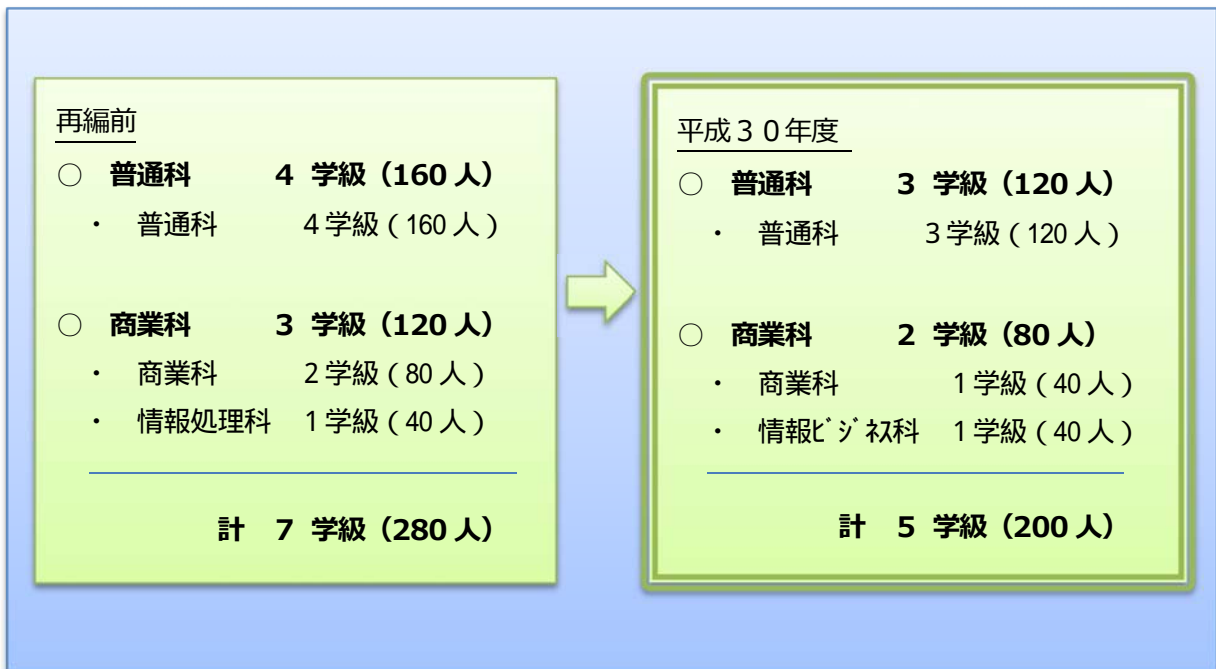 再編前
○ 普通科 4 学級（160 人）
・ 普通科 4学級（160 人）
○ 商業科 3 学級（120 人）
・ 商業科 2学級（80 人）
・ 情報処理科 1学級（40 人）
計 7 学級（280 人）
平成３０年度
○ 普通科 3 学級（120 人）
・ 普通科 3学級（120 人）
○ 商業科 2 学級（80 人）
・ 商業科 1学級（40 人）
・ 情報ﾋﾞｼﾞﾈｽ科 1学級（40 人）
計 5 学級（200 人）